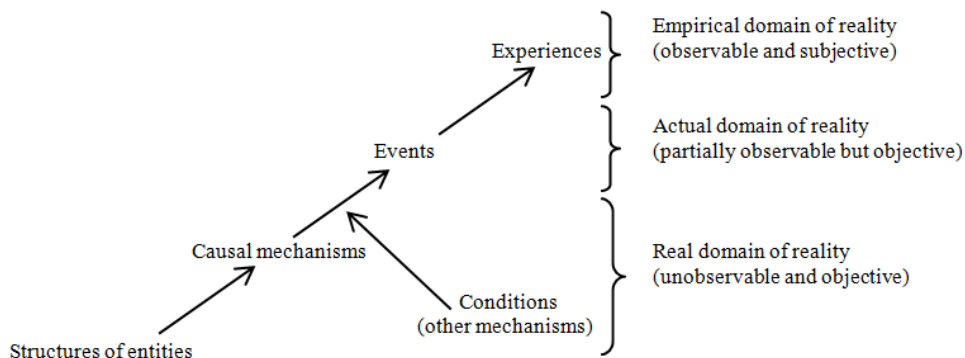 Experiences
Empirical domain of reality
(observable and subjective)
Events
Actual domain of reality
(partially observable but objective)
Causal mechanisms
Real domain of reality
(unobservable and objective)
Conditions
(other mechanisms)
Structures of entities